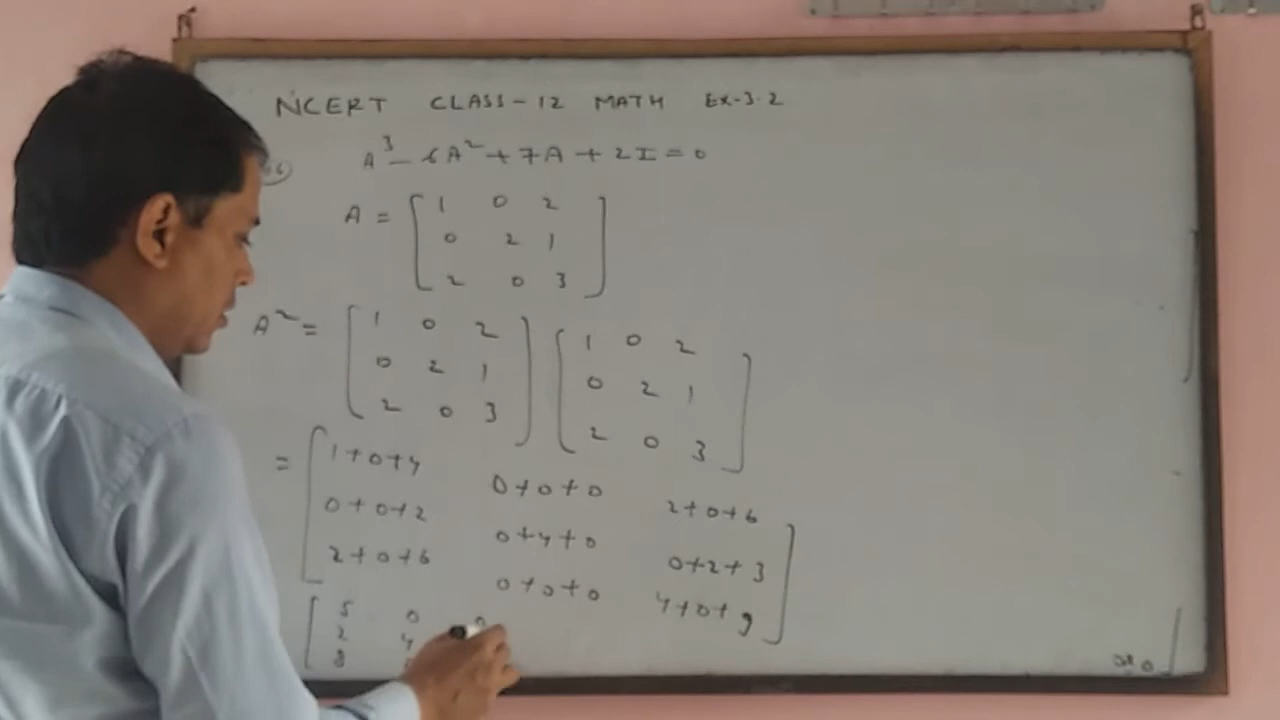 NCERT CLASS-12 MATH EX-3.2
A³ - 6A² + 7A + 2I = 0
A = [ 1 0 2
0 2 1
2 0 3 ]
A² = [ 1 0 2 ] [ 1 0 2 ]
[ 0 2 1 ] [ 0 2 1 ]
[ 2 0 3 ] [ 2 0 3 ]
= [ 1+0+4 0+0+0 2+0+6
0+0+2 0+4+0 0+2+3
2+0+6 0+0+0 4+0+9 ]
[ 5 0
2 4
8